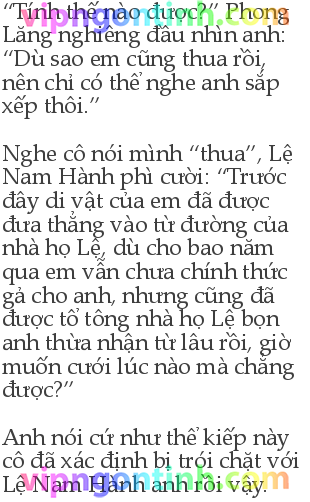 vipngontinh.com
“Tính thế nào được?” Phong
Lăng nghiêng đầu nhìn anh:
“Dù sao em cũng thua rồi,
nên chỉ có thể nghe anh sắp
xếp thôi.”
Nghe cô nói mình “thua”, Lệ
Nam Hành phì cười: “Trước
đây di vật của em đã được
đưa thẳng vào từ đường của
nhà họ Lệ, dù cho bao năm
qua em vẫn chưa chính thức
gả cho anh, nhưng cũng đã
được tổ tông nhà họ Lệ bọn
anh thừa nhận từ lâu rồi, giờ
muốn cưới lúc nào mà chẳng
được?”
vipngontinh.com
Anh nói cứ như thể kiếp này
cô đã xác định bị trói chặt với
Lệ Nam Hành anh rồi vậy.
vipngontinh.com